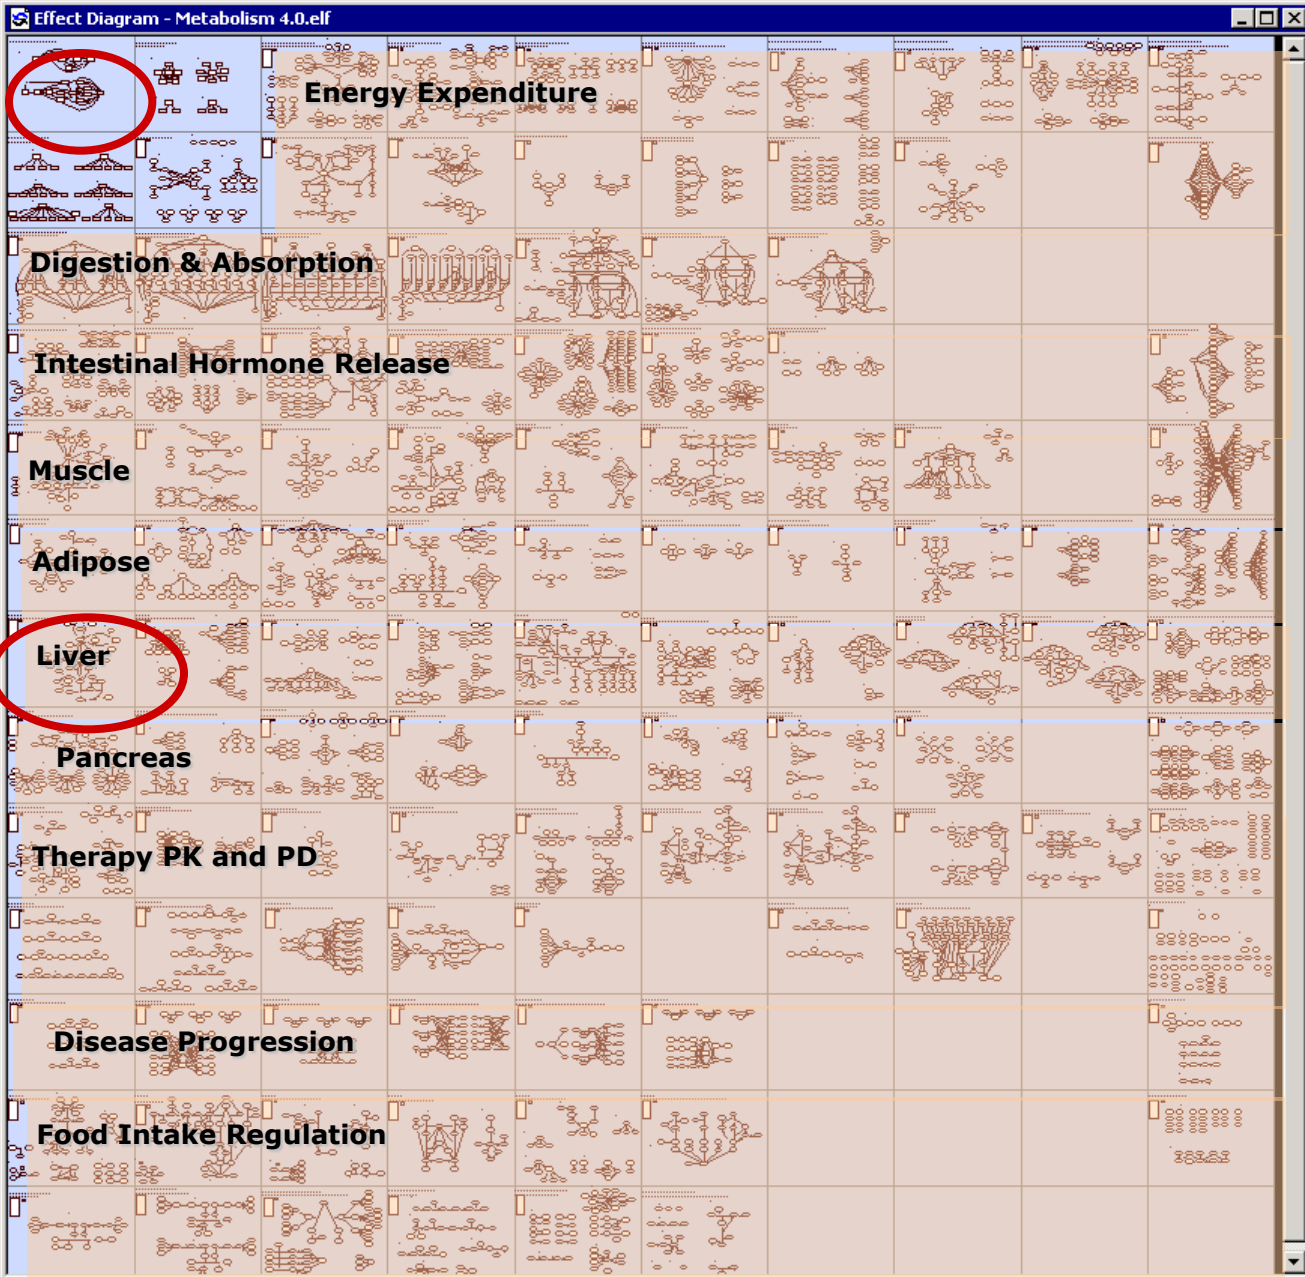 Effect Diagram - Metabolism 4.0.elf
Energy Expenditure
Digestion & Absorption
Intestinal Hormone Release
Muscle
Adipose
Liver
Pancreas
Therapy PK and PD
Disease Progression
Food Intake Regulation